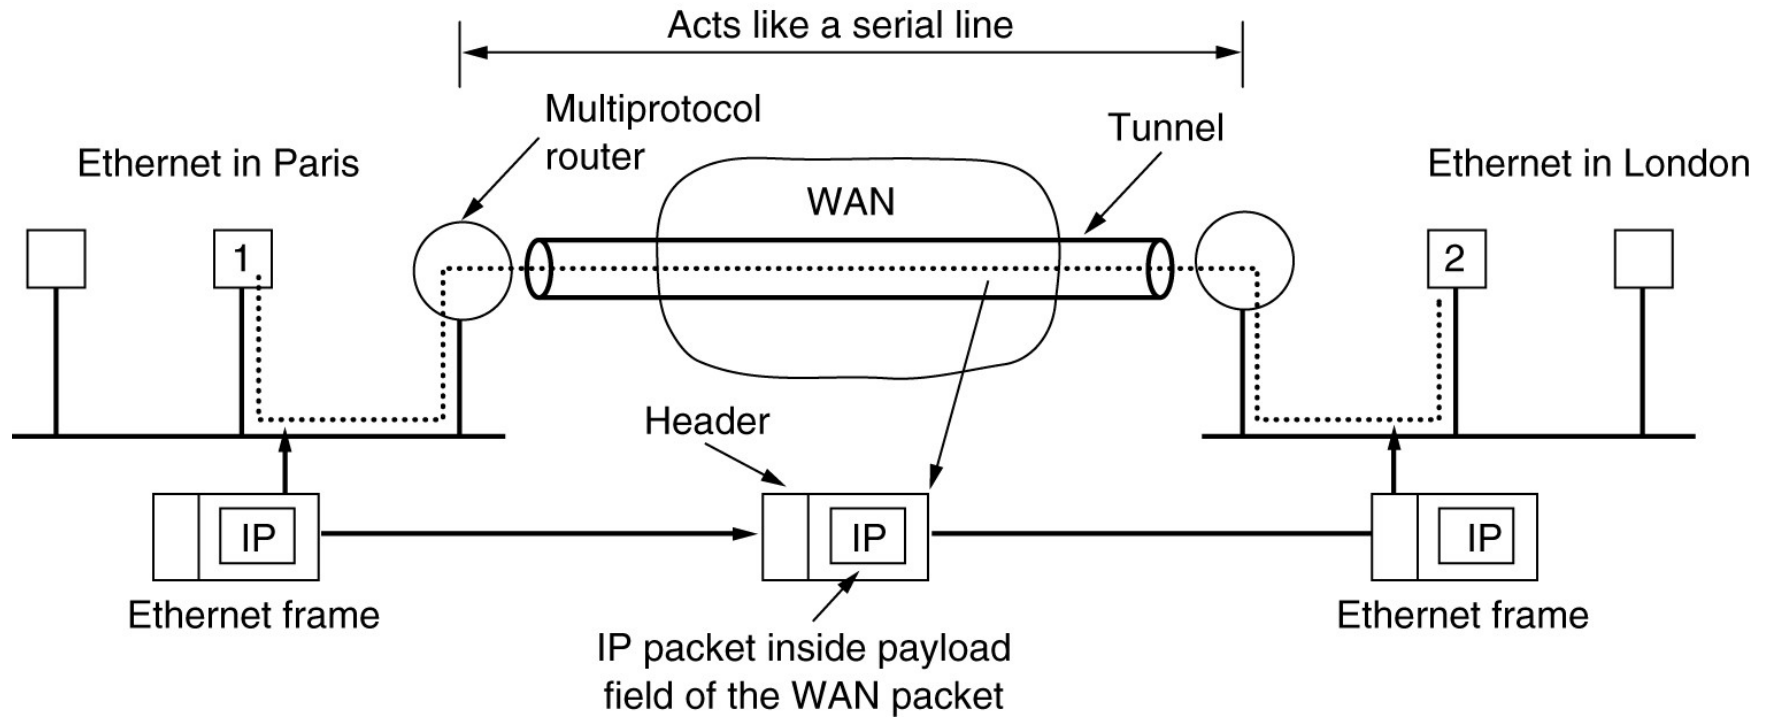 Acts like a serial line
Multiprotocol
router
Tunnel
Ethernet in Paris
Ethernet in London
WAN
1
2
Header
IP
IP
IP
Ethernet frame
Ethernet frame
IP packet inside payload
field of the WAN packet